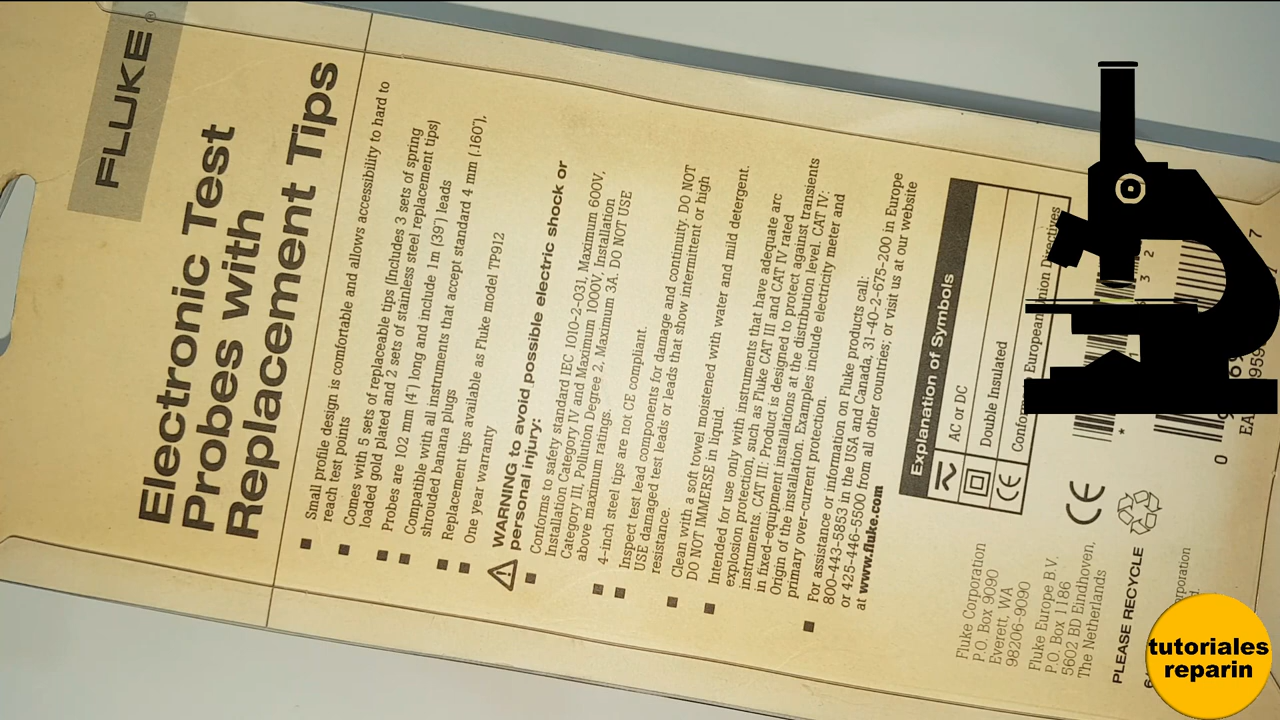 FLUKE®
Electronic Test
Probes with
Replacement Tips
■ Small profile design is comfortable and allows accessibility to hard to
reach test points
■ Comes with 5 sets of replaceable tips (Includes 3 sets of spring
loaded gold plated and 2 sets of stainless steel replacement tips)
■ Probes are 102 mm (4") long and include 1m (39") leads
■ Compatible with all instruments that accept standard 4 mm (.160"),
shrouded banana plugs
■ Replacement tips available as Fluke model TP912
■ One year warranty
WARNING to avoid possible electric shock or
personal injury:
■ Conforms to safety standard IEC 1010-2-031, Maximum 600V,
Installation Category IV and Maximum 1000V, Installation
Category III, Pollution Degree 2, Maximum 3A. DO NOT USE
above maximum ratings.
■ 4-inch steel tips are not CE compliant.
■ Inspect test lead components for damage and continuity. DO NOT
USE damaged test leads or leads that show intermittent or high
resistance.
■ Clean with a soft towel moistened with water and mild detergent.
DO NOT IMMERSE in liquid.
■ Intended for use only with instruments that have adequate arc
explosion protection, such as Fluke CAT III and CAT IV rated
instruments. CAT III: Product is designed to protect against transients
in fixed-equipment installations at the distribution level. CAT IV:
Origin of the installation. Examples include electricity meter and
primary over-current protection.
■ For assistance or information on Fluke products call:
800-443-5853 in the USA and Canada, 31-40-2-675-200 in Europe
or 425-446-5500 from all other countries; or visit us at our website
at www.fluke.com
Explanation of Symbols
AC or DC
Double Insulated
CE
European Union Directives
Fluke Corporation
P.O. Box 9090
Everett, WA
98206-9090
Fluke Europe B.V.
P.O. Box 1186
5602 BD Eindhoven,
The Netherlands
CE
PLEASE RECYCLE
0
7
tutoriales
reparin